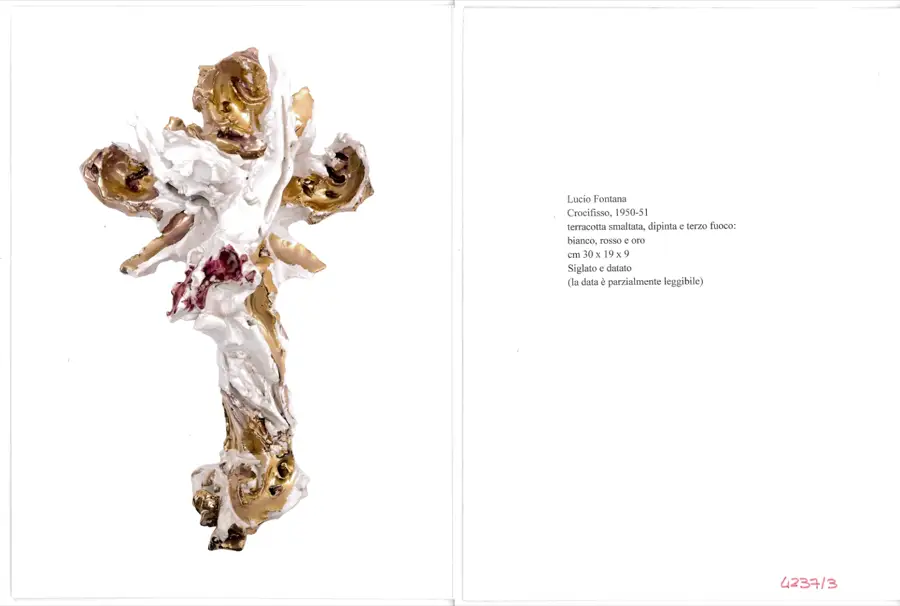 Lucio Fontana
Crocifisso, 1950-51
terracotta smaltata, dipinta e terzo fuoco:
bianco, rosso e oro
cm 30 x 19 x 9
Siglato e datato
(la data è parzialmente leggibile)
4237/3